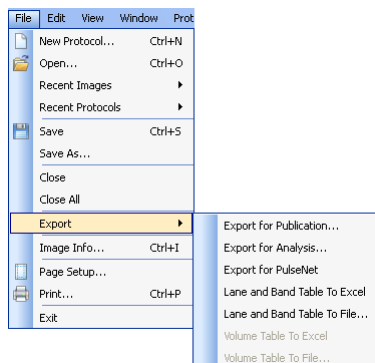 File Edit View Window Prot
New Protocol... Ctrl+N
Open... Ctrl+O
Recent Images
Recent Protocols
Save Ctrl+S
Save As...
Close
Close All
Export
Image Info... Ctrl+I
Page Setup...
Print... Ctrl+P
Exit
Export for Publication...
Export for Analysis...
Export for PulseNet
Lane and Band Table To Excel
Lane and Band Table To File...
Volume Table To Excel
Volume Table To File...